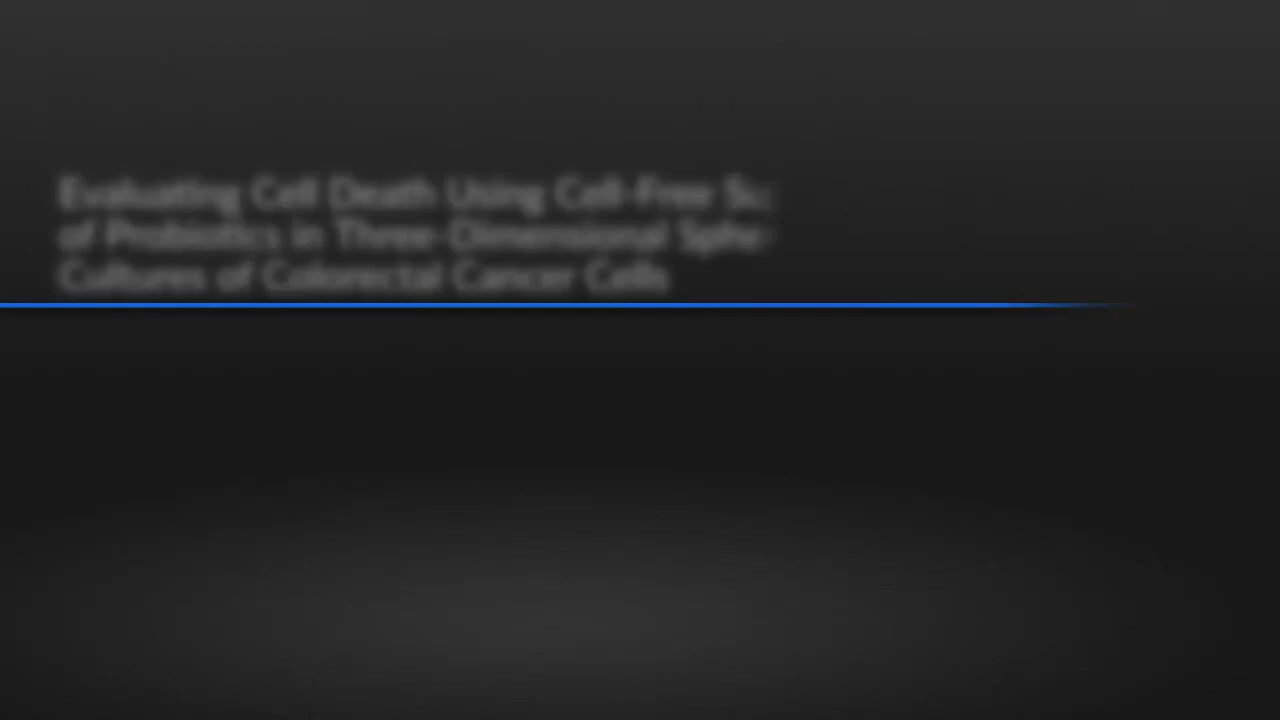 Evaluating Cell Death Using Cell-Free
of Probiotics in Three-Dimensional
Cultures of Colorectal Cancer Cells